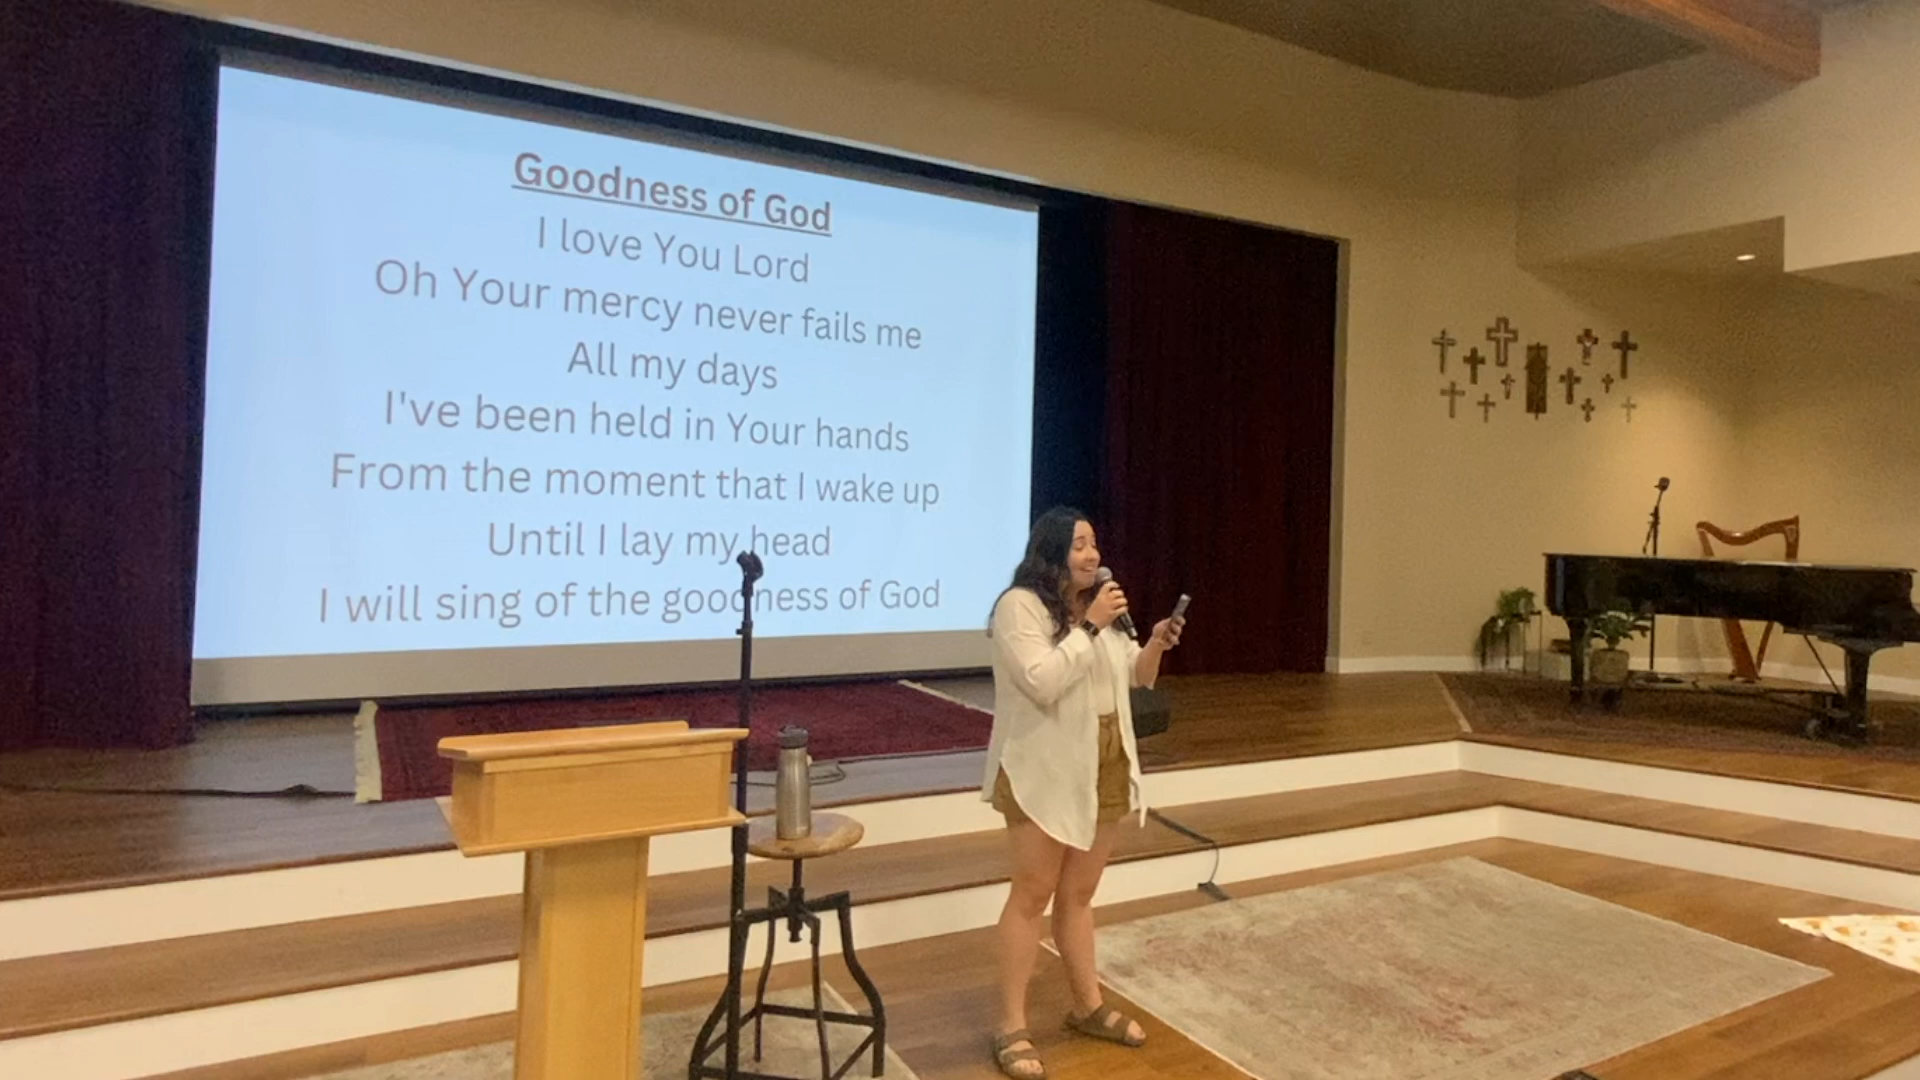 Goodness of God
I love You Lord
Oh Your mercy never fails me
All my days
I've been held in Your hands
From the moment that I wake up
Until I lay my head
I will sing of the goodness of God